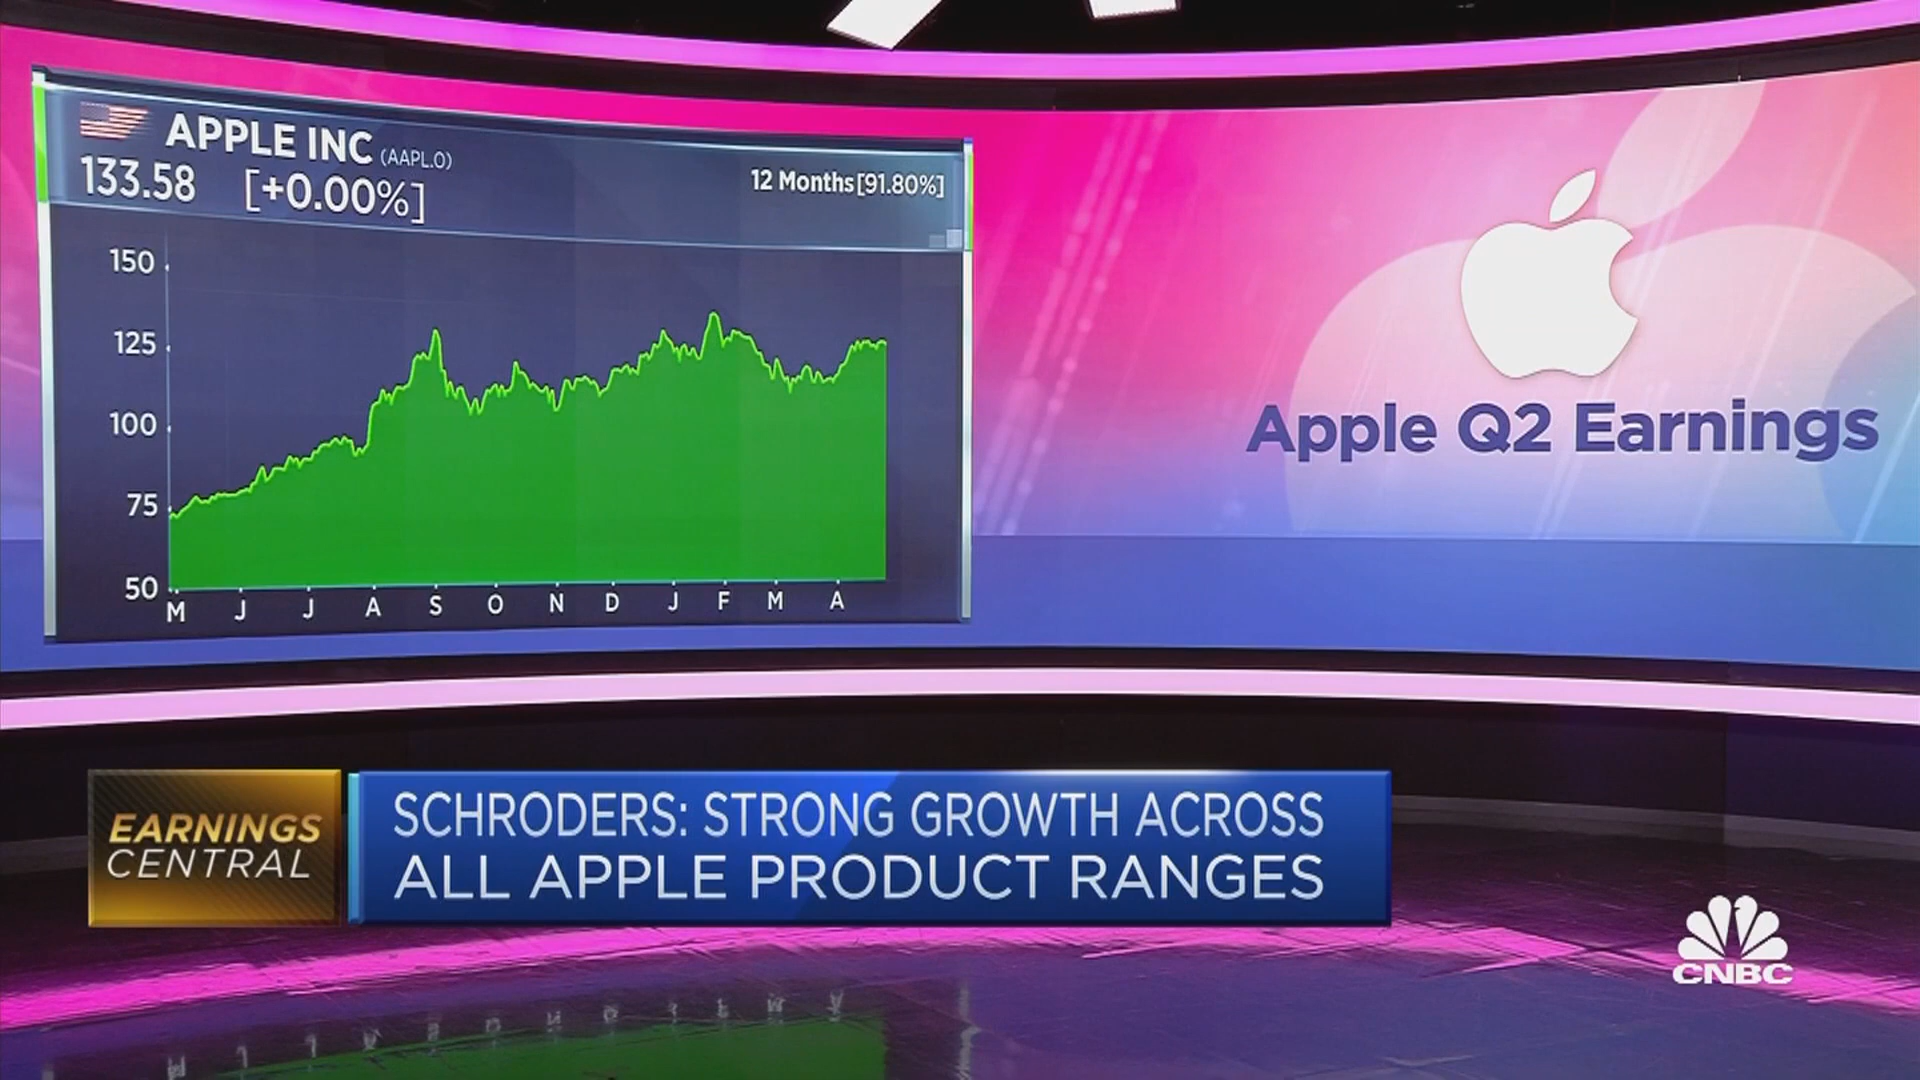 APPLE INC (AAPL.O)
133.58 [+0.00%]
12 Months[91.80%]
150
125
100
75
50
M J J A S O N D J F M A
Apple Q2 Earnings
EARNINGS
CENTRAL
SCHRODERS: STRONG GROWTH ACROSS
ALL APPLE PRODUCT RANGES
CNBC